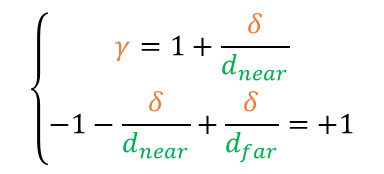 γ = 1 + δ/d_near
−1 − δ/d_near + δ/d_far = +1